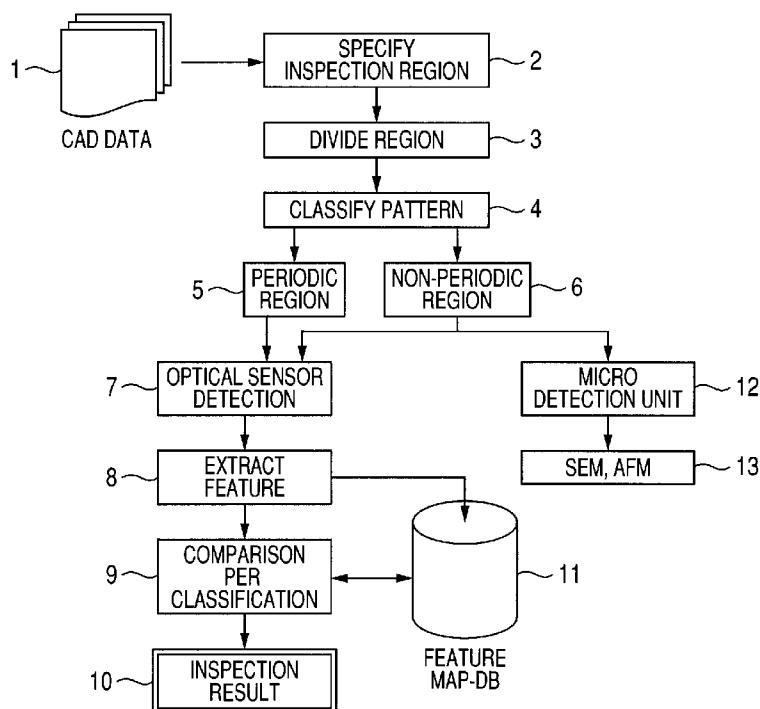 1
CAD DATA
SPECIFY
INSPECTION REGION
2
DIVIDE REGION
3
CLASSIFY PATTERN
4
5
PERIODIC
REGION
NON-PERIODIC
REGION
6
7
OPTICAL SENSOR
DETECTION
MICRO
DETECTION UNIT
12
8
EXTRACT
FEATURE
SEM, AFM
13
9
COMPARISON
PER
CLASSIFICATION
11
FEATURE
MAP-DB
10
INSPECTION
RESULT